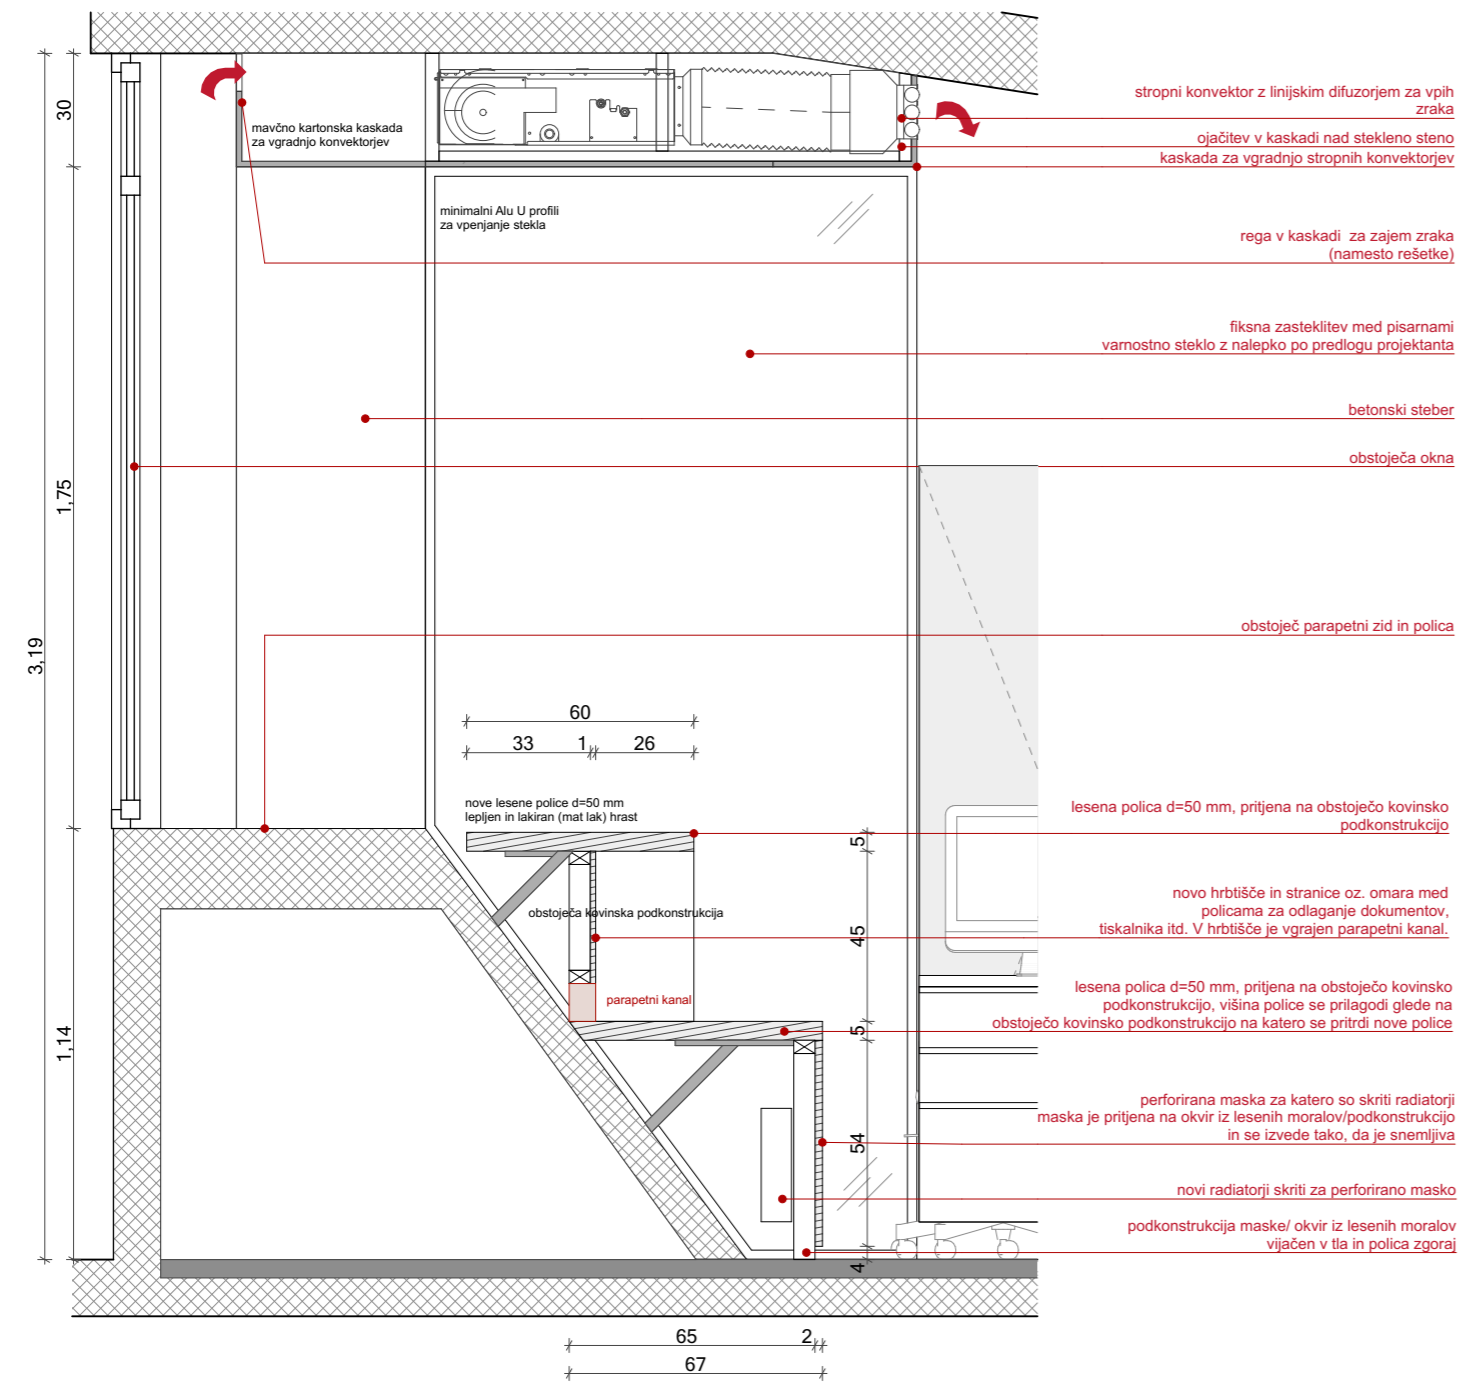 stropni konvektor z linijskim difuzorjem za vpih
zraka
ojačitev v kaskadi nad stekleno steno
kaskada za vgradnjo stropnih konvektorjev
30
mavčno kartonska kaskada
za vgradnjo konvektorjev
minimalni Alu U profili
za vpenjanje stekla
rega v kaskadi za zajem zraka
(namesto rešetke)
fiksna zasteklitev med pisarnami
varnostno steklo z nalepko po predlogu projektanta
betonski steber
obstoječa okna
1,75
3,19
obstoječ parapetni zid in polica
60
33
1
26
nove lesene police d=50 mm
lepljen in lakiran (mat lak) hrast
lesena polica d=50 mm, pritjena na obstoječo kovinsko
podkonstrukcijo
5
obstoječa kovinska podkonstrukcija
45
novo hrbtišče in stranice oz. omara med
policama za odlaganje dokumentov,
tiskalnika itd. V hrbtišče je vgrajen parapetni kanal.
parapetni kanal
lesena polica d=50 mm, pritjena na obstoječo kovinsko
podkonstrukcijo, višina police se prilagodi glede na
obstoječo kovinsko podkonstrukcijo na katero se pritrdi nove police
5
1,14
perforirana maska za katero so skriti radiatorji
maska je pritjena na okvir iz lesenih moralov/podkonstrukcijo
in se izvede tako, da je snemljiva
54
novi radiatorji skriti za perforirano masko
podkonstrukcija maske/ okvir iz lesenih moralov
vijačen v tla in polica zgoraj
4
65
2
67